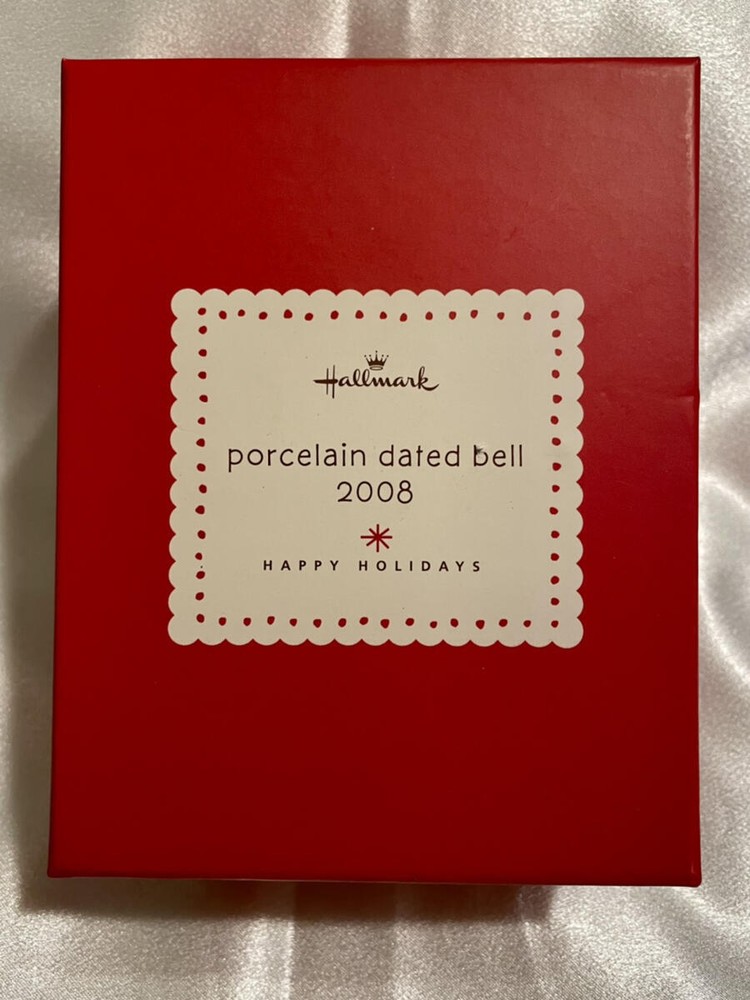 Hallmark
porcelain dated bell
2008
HAPPY HOLIDAYS